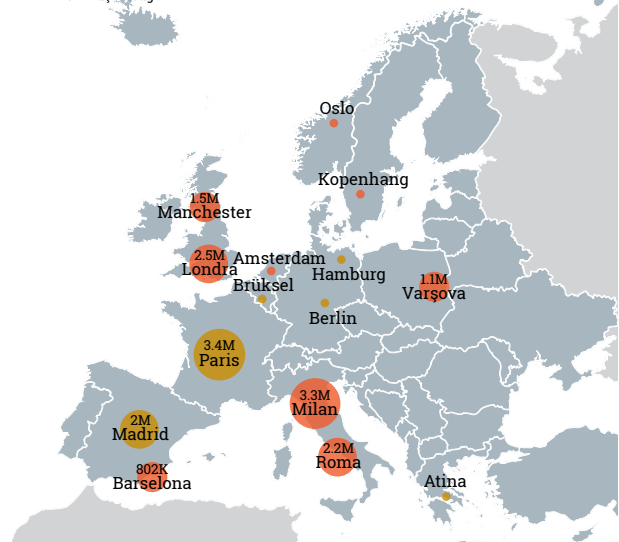 Oslo
Kopenhang
1.5M
Manchester
2.5M
Londra
Amsterdam
Hamburg
Brüksel
1.1M
Varşova
Berlin
3.4M
Paris
3.3M
Milan
2M
Madrid
2.2M
Roma
802K
Barselona
Atina